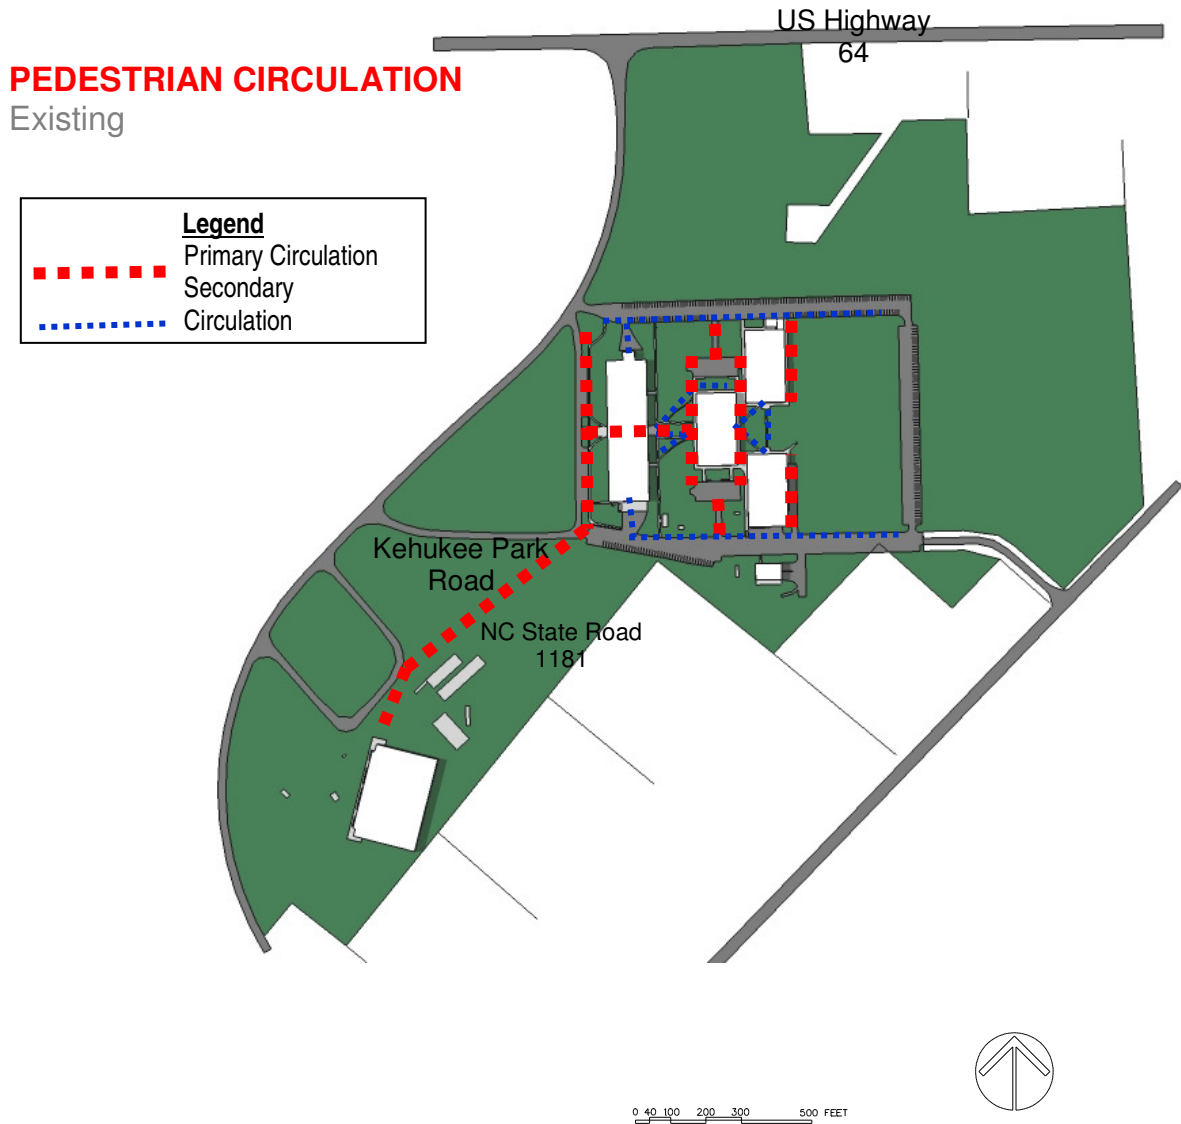 US Highway
64
PEDESTRIAN CIRCULATION
Existing
Legend
Primary Circulation
Secondary
Circulation
Kehukee Park
Road
NC State Road
1181
0 40 100 200 300 500 FEET